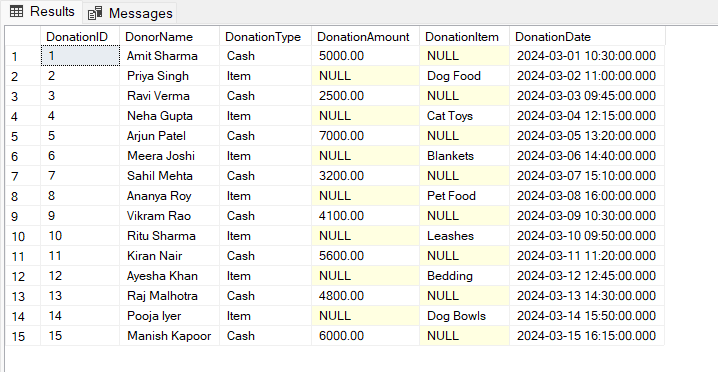 Results Messages
DonationID DonorName DonationType DonationAmount DonationItem DonationDate
1 1 Amit Sharma Cash 5000.00 NULL 2024-03-01 10:30:00.000
2 2 Priya Singh Item NULL Dog Food 2024-03-02 11:00:00.000
3 3 Ravi Verma Cash 2500.00 NULL 2024-03-03 09:45:00.000
4 4 Neha Gupta Item NULL Cat Toys 2024-03-04 12:15:00.000
5 5 Arjun Patel Cash 7000.00 NULL 2024-03-05 13:20:00.000
6 6 Meera Joshi Item NULL Blankets 2024-03-06 14:40:00.000
7 7 Sahil Mehta Cash 3200.00 NULL 2024-03-07 15:10:00.000
8 8 Ananya Roy Item NULL Pet Food 2024-03-08 16:00:00.000
9 9 Vikram Rao Cash 4100.00 NULL 2024-03-09 10:30:00.000
10 10 Ritu Sharma Item NULL Leashes 2024-03-10 09:50:00.000
11 11 Kiran Nair Cash 5600.00 NULL 2024-03-11 11:20:00.000
12 12 Ayesha Khan Item NULL Bedding 2024-03-12 12:45:00.000
13 13 Raj Malhotra Cash 4800.00 NULL 2024-03-13 14:30:00.000
14 14 Pooja Iyer Item NULL Dog Bowls 2024-03-14 15:50:00.000
15 15 Manish Kapoor Cash 6000.00 NULL 2024-03-15 16:15:00.000